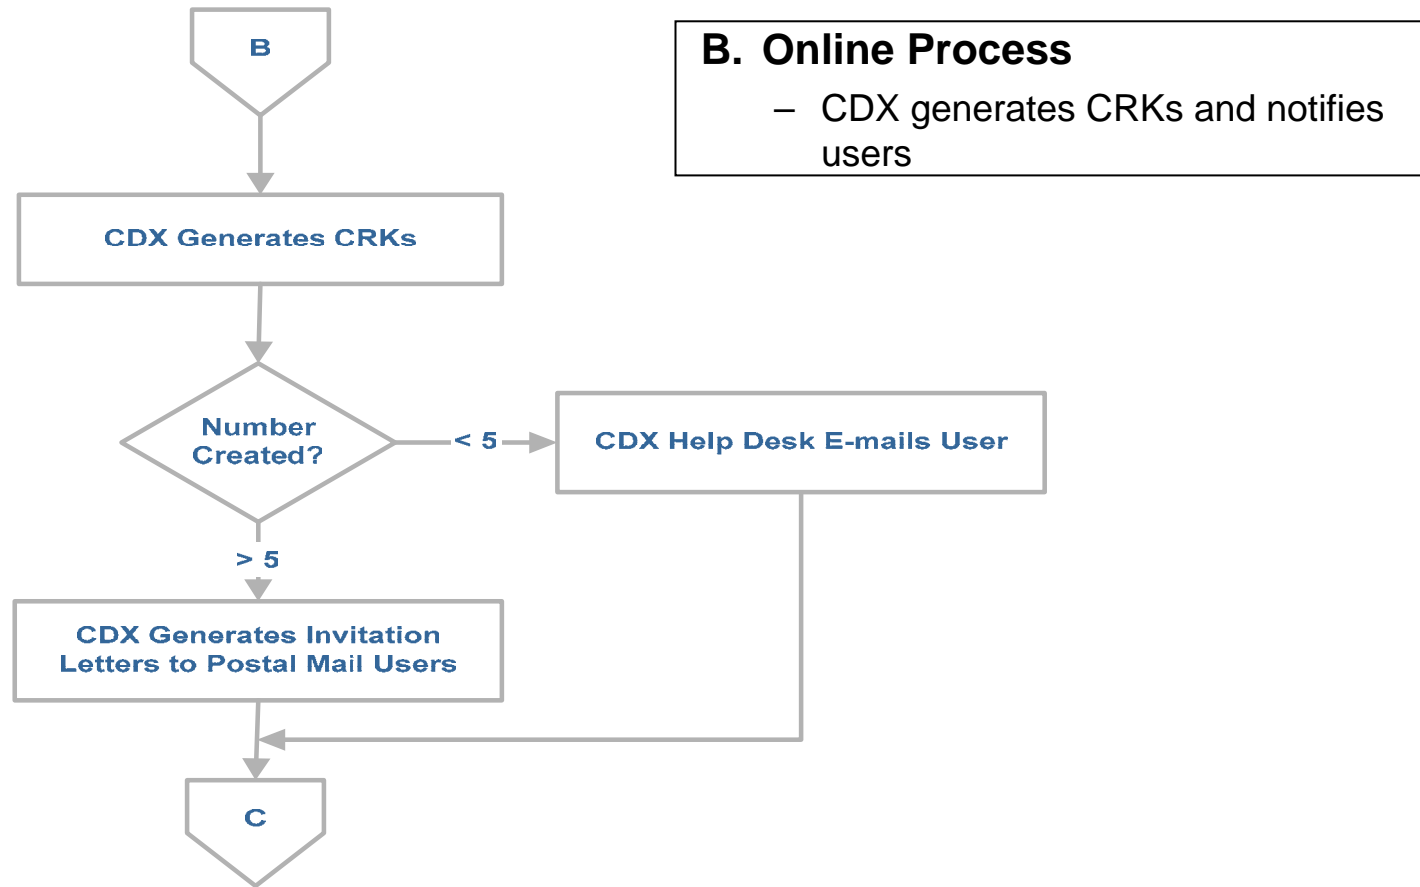 B
B. Online Process
– CDX generates CRKs and notifies
users
CDX Generates CRKs
Number
Created?
< 5
CDX Help Desk E-mails User
> 5
CDX Generates Invitation
Letters to Postal Mail Users
C